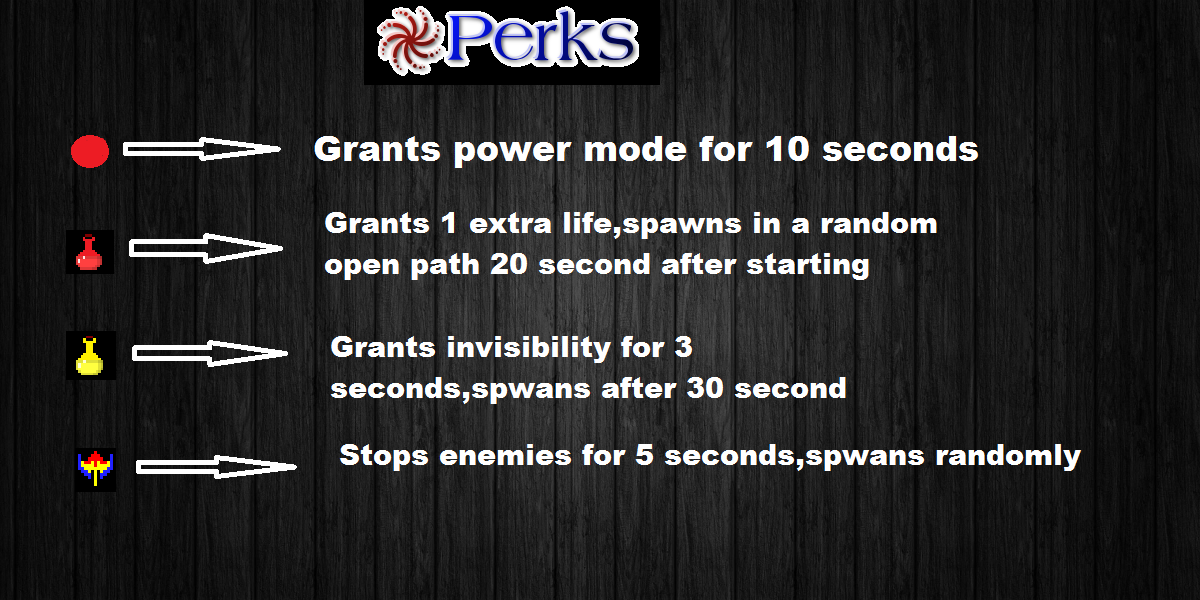 Perks
Grants power mode for 10 seconds
Grants 1 extra life,spawns in a random
open path 20 second after starting
Grants invisibility for 3
seconds,spwans after 30 second
Stops enemies for 5 seconds,spwans randomly